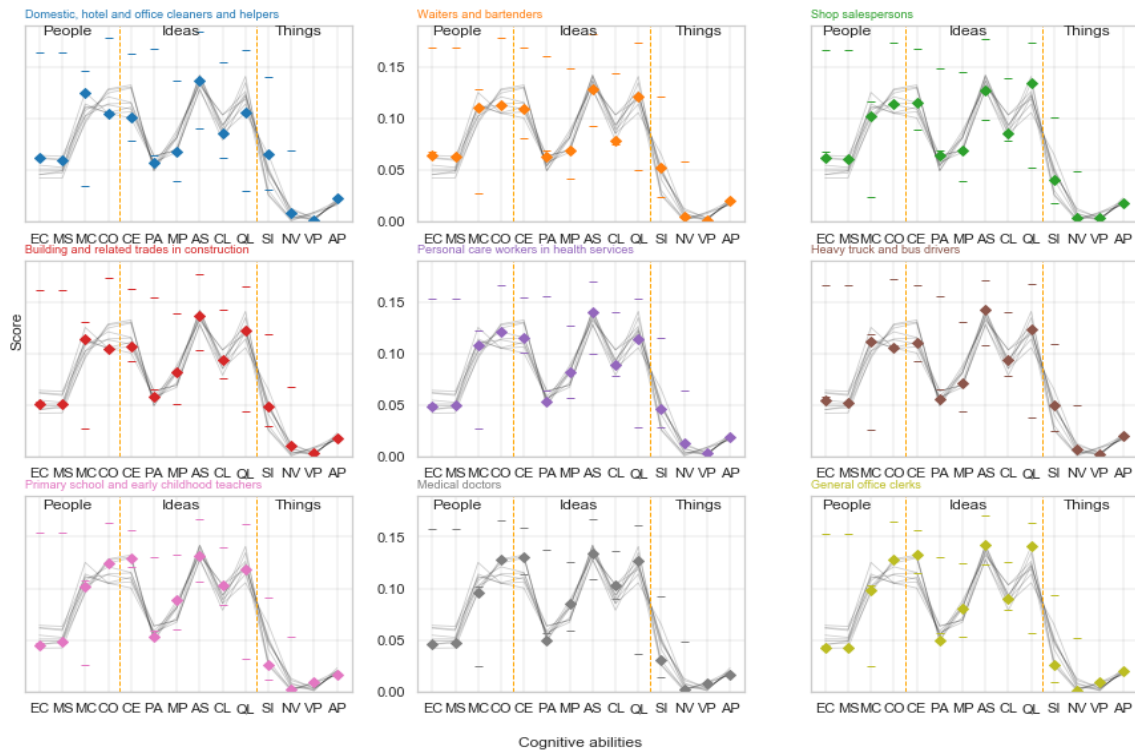 Domestic, hotel and office cleaners and helpers
People Ideas Things
Waiters and bartenders
People Ideas Things
Shop salespersons
People Ideas Things
0.15
0.10
0.05
0.00
EC MS MC CO CE PA MP AS CL QL SI NV VP AP
EC MS MC CO CE PA MP AS CL QL SI NV VP AP
EC MS MC CO CE PA MP AS CL QL SI NV VP AP
Building and related trades in construction
Personal care workers in health services
Heavy truck and bus drivers
Score
0.15
0.10
0.05
0.00
EC MS MC CO CE PA MP AS CL QL SI NV VP AP
EC MS MC CO CE PA MP AS CL QL SI NV VP AP
EC MS MC CO CE PA MP AS CL QL SI NV VP AP
Primary school and early childhood teachers
People Ideas Things
Medical doctors
People Ideas Things
General office clerks
People Ideas Things
0.15
0.10
0.05
0.00
EC MS MC CO CE PA MP AS CL QL SI NV VP AP
EC MS MC CO CE PA MP AS CL QL SI NV VP AP
EC MS MC CO CE PA MP AS CL QL SI NV VP AP
Cognitive abilities